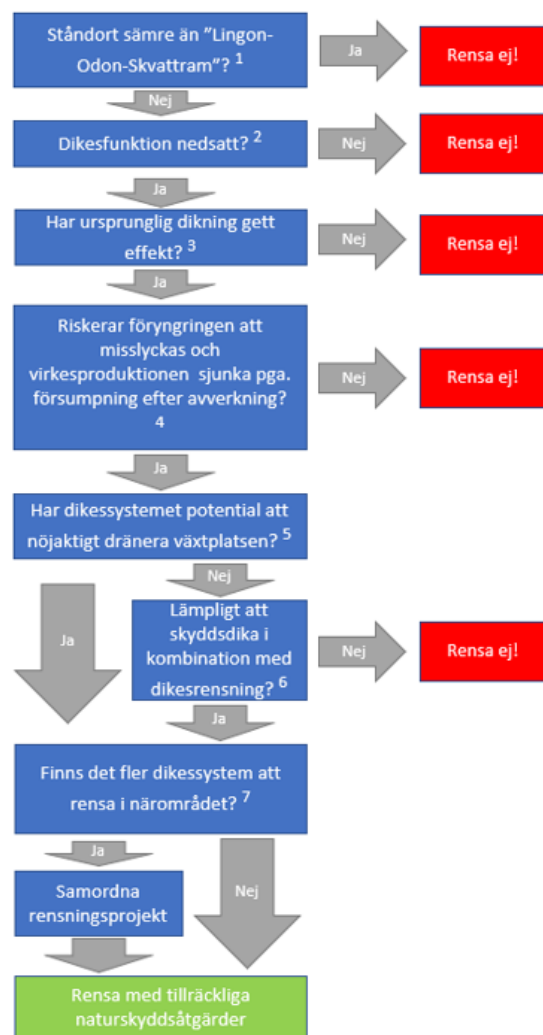 Ståndort sämre än ”Lingon-
Odon-Skvattram”? 1
Ja
Rensa ej!
Nej
Dikesfunktion nedsatt? 2
Nej
Rensa ej!
Ja
Har ursprunglig dikning gett
effekt? 3
Nej
Rensa ej!
Ja
Riskerar föryngringen att
misslyckas och
virkesproduktionen sjunka pga.
försumpning efter avverkning?
4
Nej
Rensa ej!
Ja
Har dikessystemet potential att
nöjaktigt dränera växtplatsen? 5
Nej
Ja
Lämpligt att
skyddsdika i
kombination med
dikesrensning? 6
Nej
Rensa ej!
Ja
Finns det fler dikessystem att
rensa i närområdet? 7
Ja
Nej
Samordna
rensningsprojekt
Rensa med tillräckliga
naturskyddsåtgärder